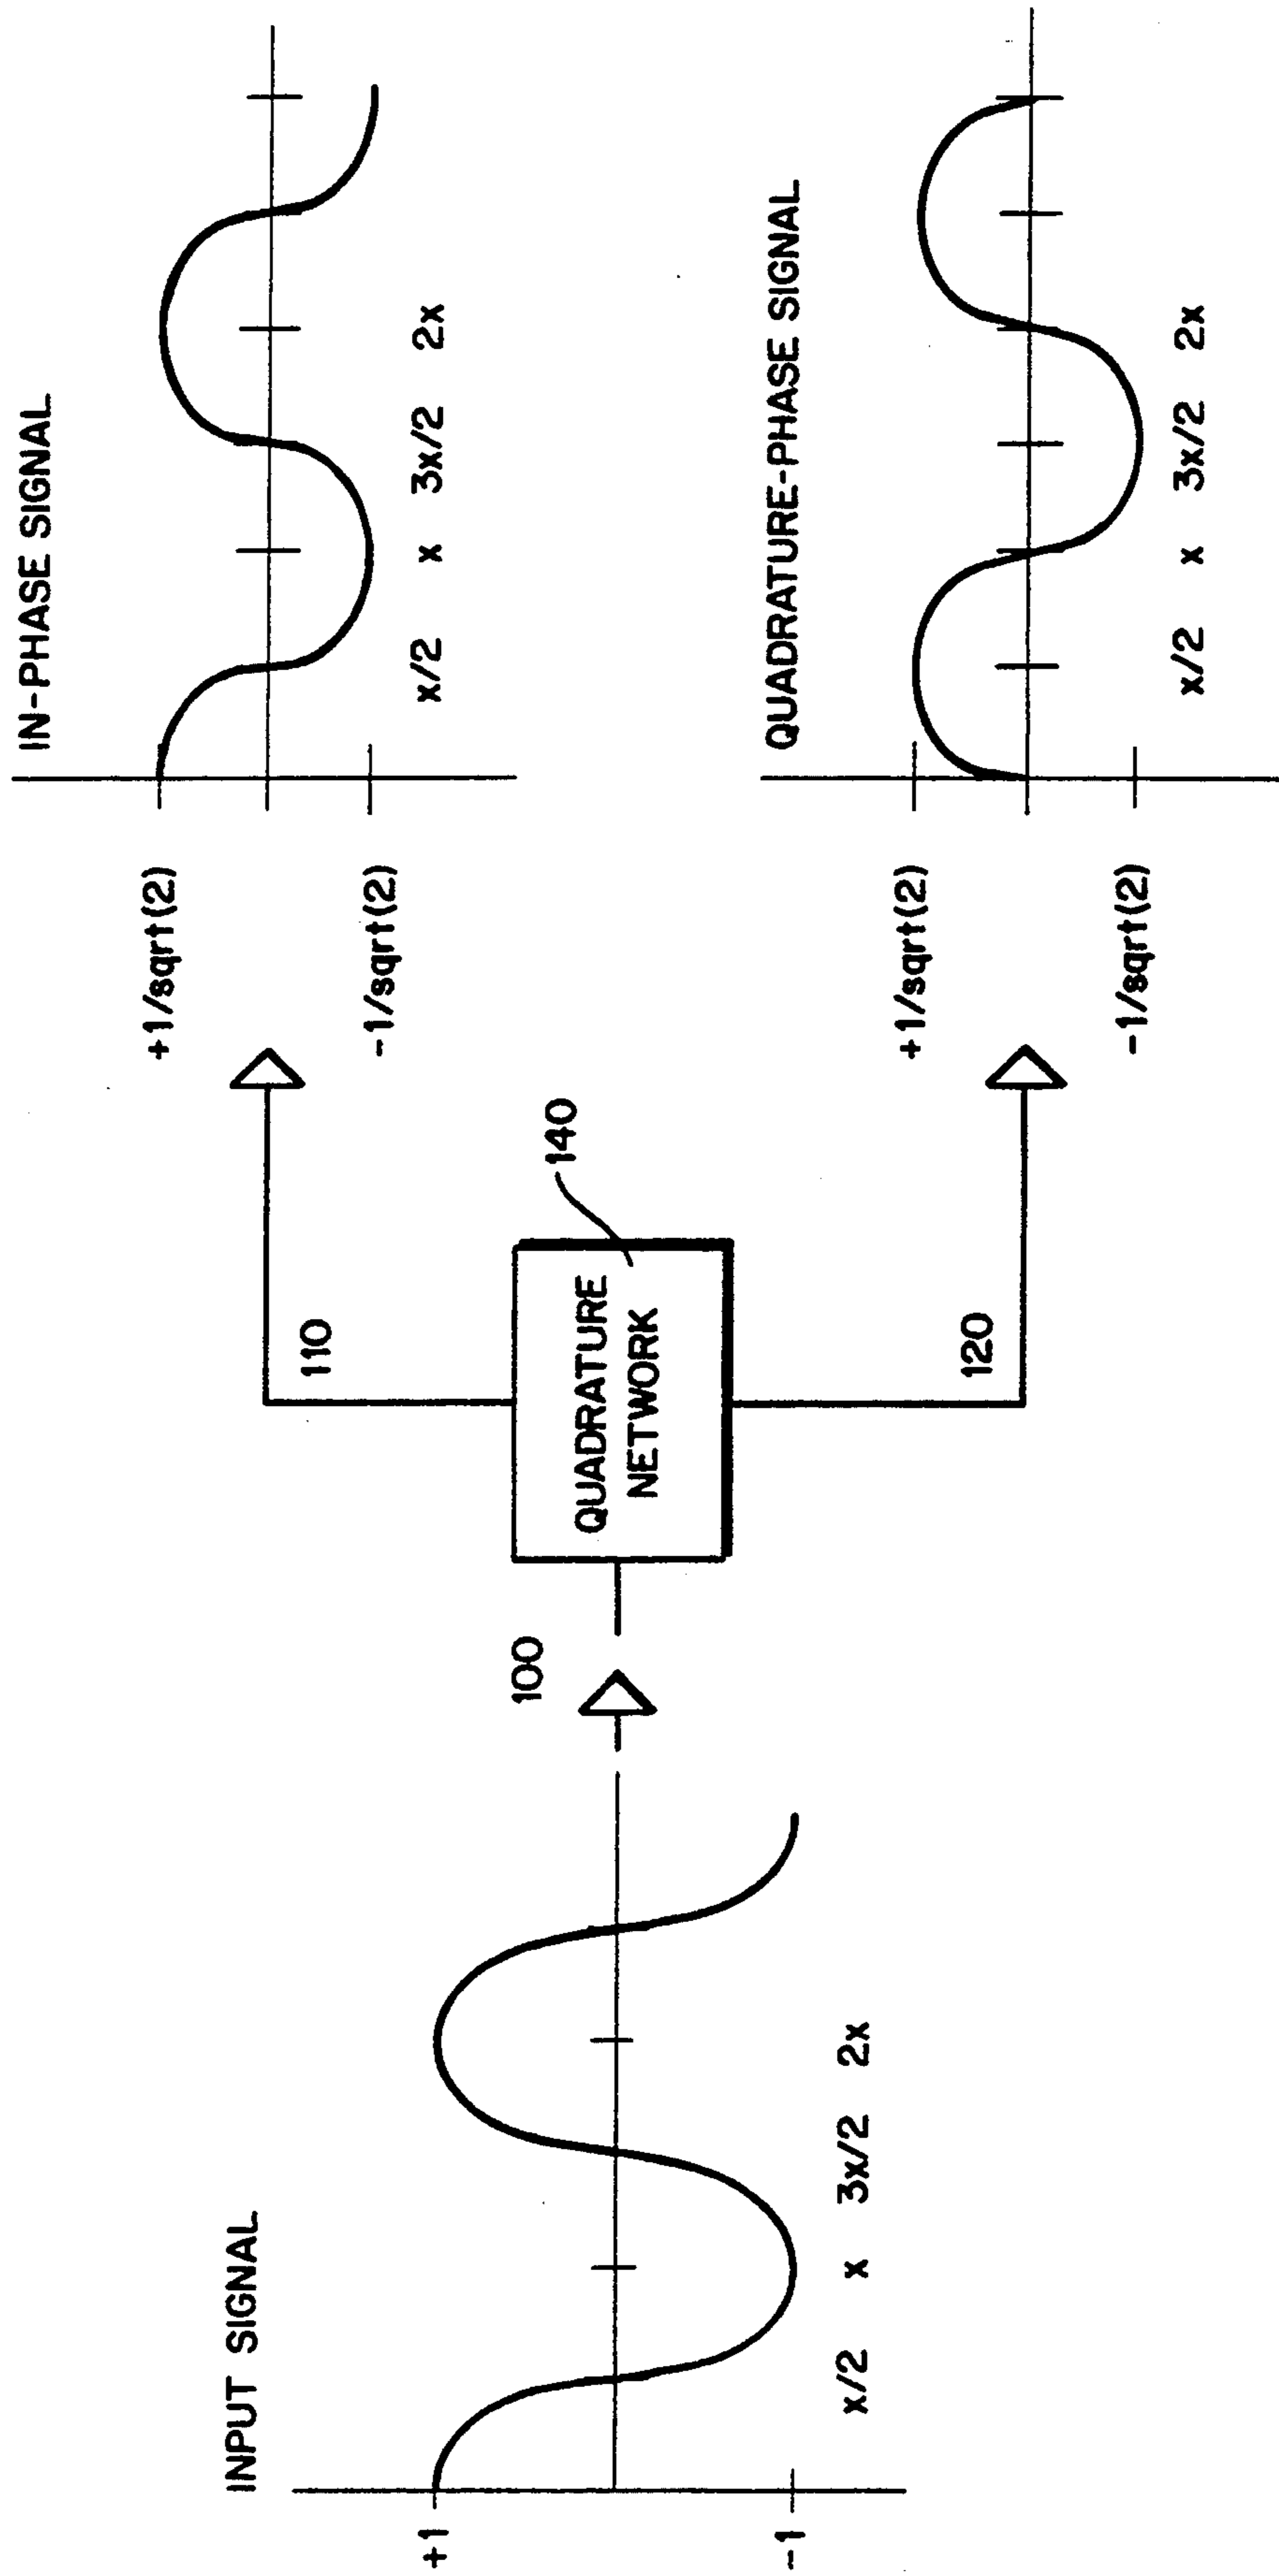 INPUT SIGNAL
+1
-1
x/2 x 3x/2 2x
100
QUADRATURE
NETWORK
140
110
120
IN-PHASE SIGNAL
+1/sqrt(2)
-1/sqrt(2)
x/2 x 3x/2 2x
QUADRATURE-PHASE SIGNAL
+1/sqrt(2)
-1/sqrt(2)
x/2 x 3x/2 2x